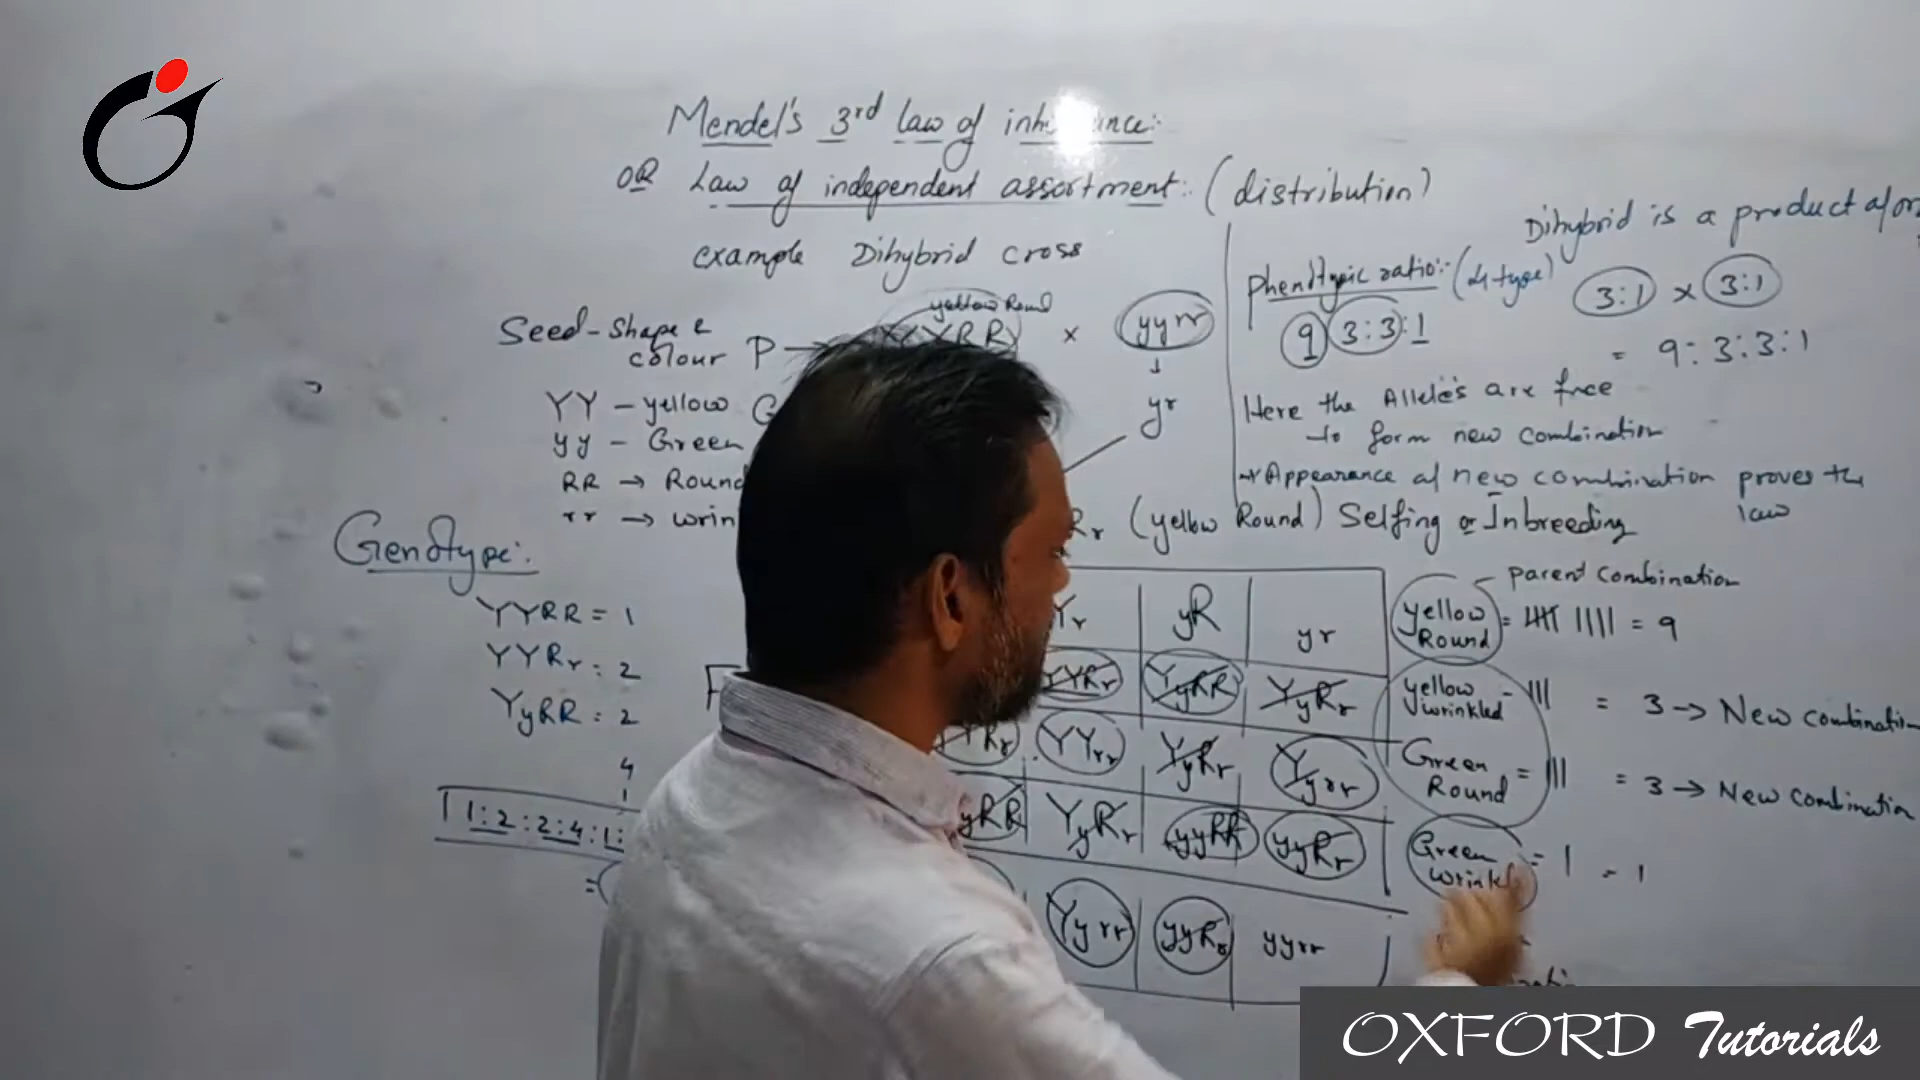 Mendel's 3rd law of
OR Law of independent assortment: (distribution)
example Dihybrid cross
Seed-Shape &
colour P → YYRR × yyrr
yellow Round
YY - yellow
yy - Green
RR → Round
rr → wrin
yr
Genotype:
YYRR = 1
YYRr = 2
YyRR = 2
4
1
1:2:2:4:1:
Dihybrid is a product
Phenotypic ratio:- (4-type)
9:3:3:1
3:1 × 3:1
= 9:3:3:1
Here the Allele's are free
to form new combination
→ Appearance of new combination proves the
law
Rr (yellow Round) Selfing or Inbreeding
Yr yR yr
YYRr YyRR YyRr
YYrr YyRr Yyrr
yRR YyRr yyRR yyRr
Yyrr yyRr yyrr
parent Combination
yellow
Round = |||| |||| = 9
yellow
wrinkled - ||| = 3 → New combination
Green
Round = ||| = 3 → New combination
Green
wrinkl = | = 1
OXFORD Tutorials